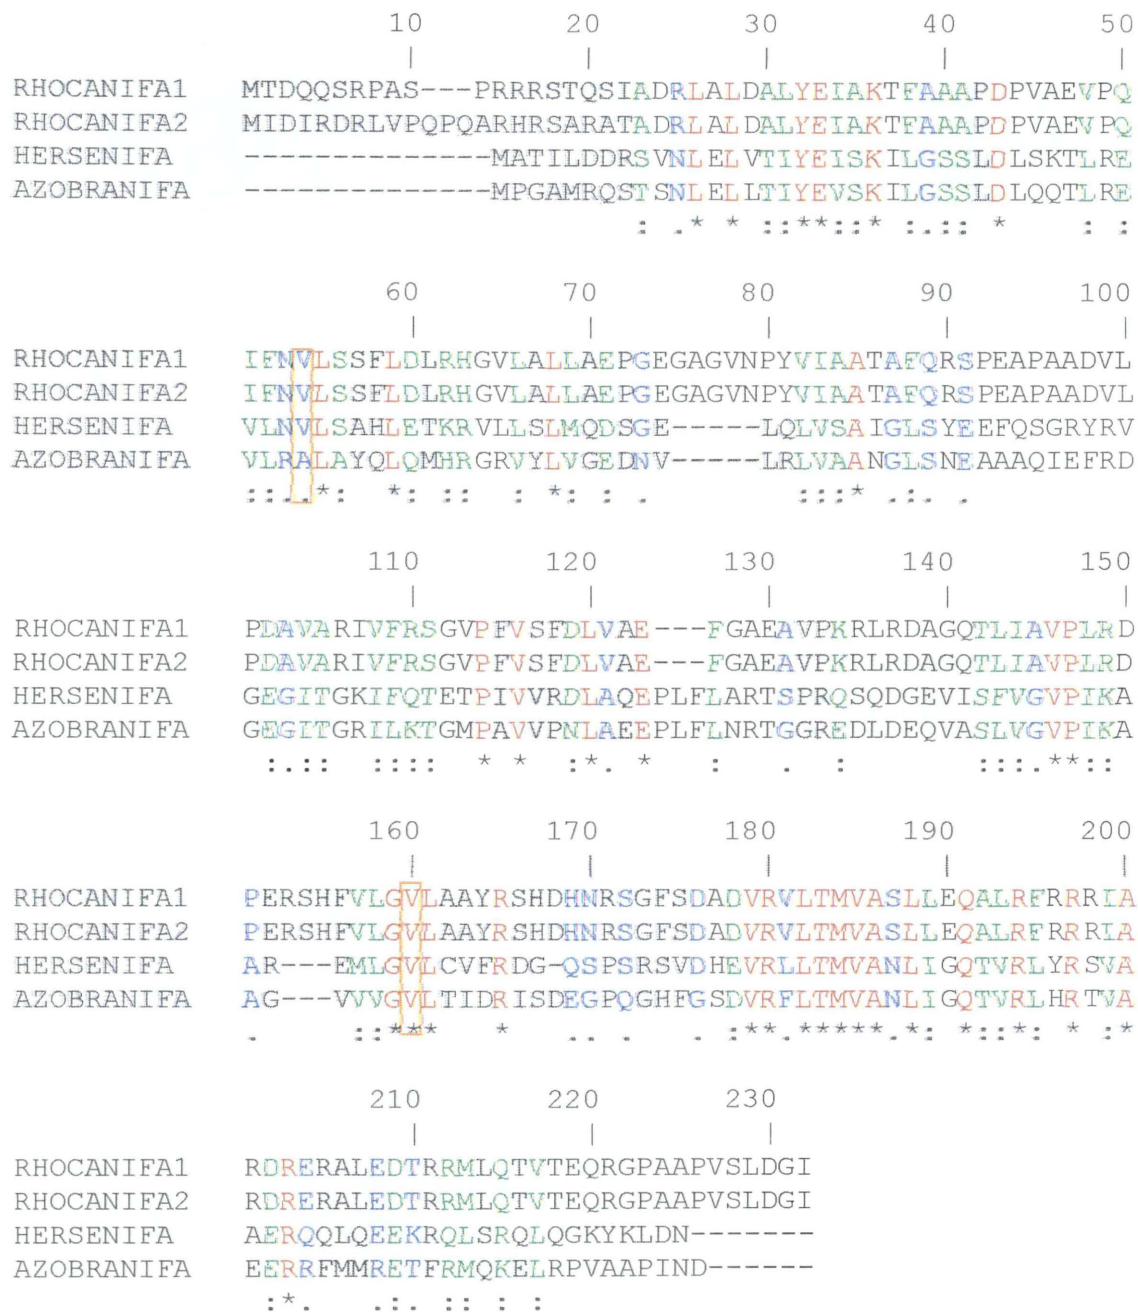 10 20 30 40 50
| | | | |
RHOCANIFA1 MTDQQSRPAS---PRRRSTQSIADRLALDALYEIAKTFAAAPDPVAEVPQ
RHOCANIFA2 MIDIRDRLVPQPQARHRSARATADRLALDALYEIAKTFAAAPDPVAEVPQ
HERSENIFA --------------MATILDDRSVNLELVTIYEISKILGSSLDLSKTLRE
AZOBRANIFA --------------MPGAMRQSTSNLELLTIYEVSKILGSSLDLQQTLRE
: .* * ::**::* :.:: * : :
60 70 80 90 100
| | | | |
RHOCANIFA1 IFNVLSSFLDLRHGVLALLAEPGEGAGVNPYVIAATAFQRSPEAPAADVL
RHOCANIFA2 IFNVLSSFLDLRHGVLALLAEPGEGAGVNPYVIAATAFQRSPEAPAADVL
HERSENIFA VLNVLSAHLETKRVLLSLMQDSGE-----LQLVSAIGLSYEEFQSGRYRV
AZOBRANIFA VLRALAYQLQMHRGRVYLVGEDNV-----LRLVAANGLSNEAAAQIEFRD
::..*: *: :: : *: : . :::* .:. .
110 120 130 140 150
| | | | |
RHOCANIFA1 PDAVARIVFRSGVPFVSFDLVAE---FGAEAVPKRLRDAGQTLIAVPLRD
RHOCANIFA2 PDAVARIVFRSGVPFVSFDLVAE---FGAEAVPKRLRDAGQTLIAVPLRD
HERSENIFA GEGITGKIFQTETPIVVRDLAQEPLFLARTSPRQSQDGEVISFVGVPIKA
AZOBRANIFA GEGITGRILKTGMPAVVPNLAEEPLFLNRTGGREDLDEQVASLVGVPIKA
:.:: :::: * * :*. * : . : :::.**::
160 170 180 190 200
| | | | |
RHOCANIFA1 PERSHFVLGVLAAYRSHDHNRSGFSDADVRVLTMVASLLEQALRFRRRIA
RHOCANIFA2 PERSHFVLGVLAAYRSHDHNRSGFSDADVRVLTMVASLLEQALRFRRRIA
HERSENIFA AR---EMLGVLCVFRDG-QSPSRSVDHEVRLLTMVANLIGQTVRLYRSVA
AZOBRANIFA AG---VVVGVLTIDRISDEGPQGHFGSDVRFLTMVANLIGQTVRLHRTVA
. ::*** * .. . . :**.*****.*: *::*: * :*
210 220 230
| | |
RHOCANIFA1 RDRERALEDTRRMLQTVTEQRGPAAPVSLDGI
RHOCANIFA2 RDRERALEDTRRMLQTVTEQRGPAAPVSLDGI
HERSENIFA AERQQLQEEKRQLSRQLQGKYKLDN-------
AZOBRANIFA EERRFMMRETFRMQKELRPVAAPIND------
:*. .:. :: : :